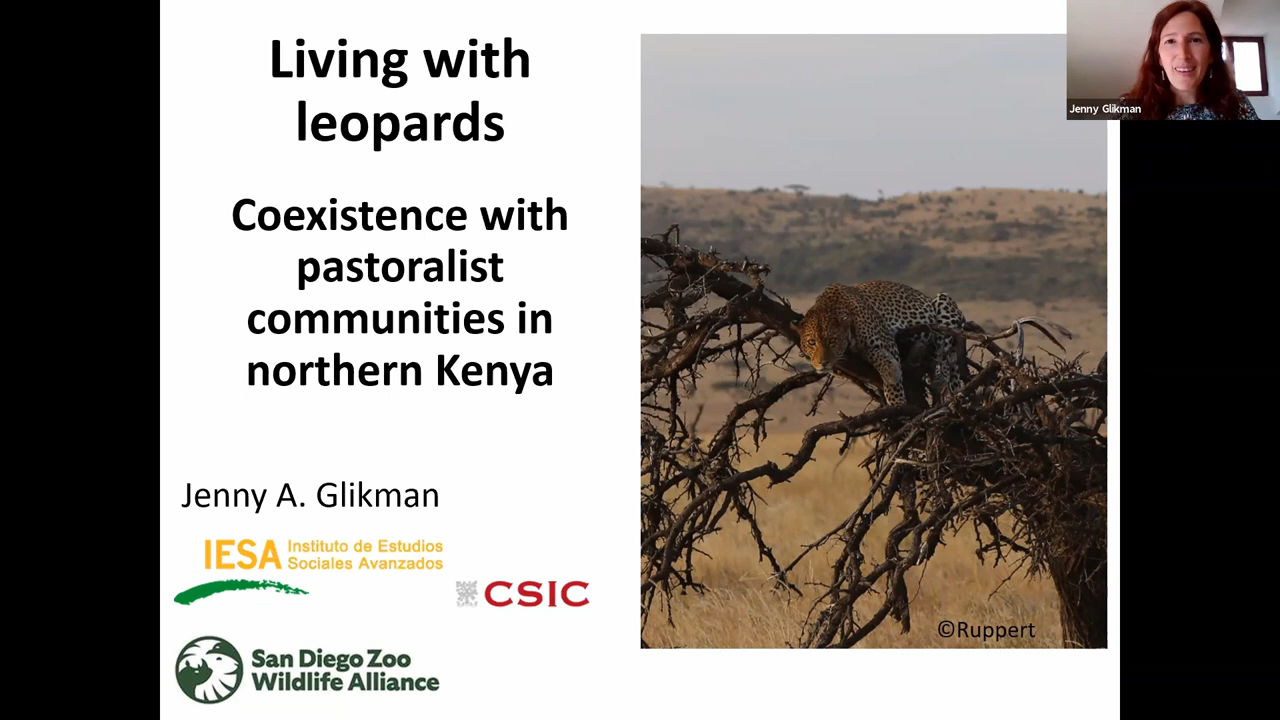 Living with
leopards
Coexistence with
pastoralist
communities in
northern Kenya
Jenny A. Glikman
IESA Instituto de Estudios
Sociales Avanzados
CSIC
San Diego Zoo
Wildlife Alliance
©Ruppert
Jenny Glikman